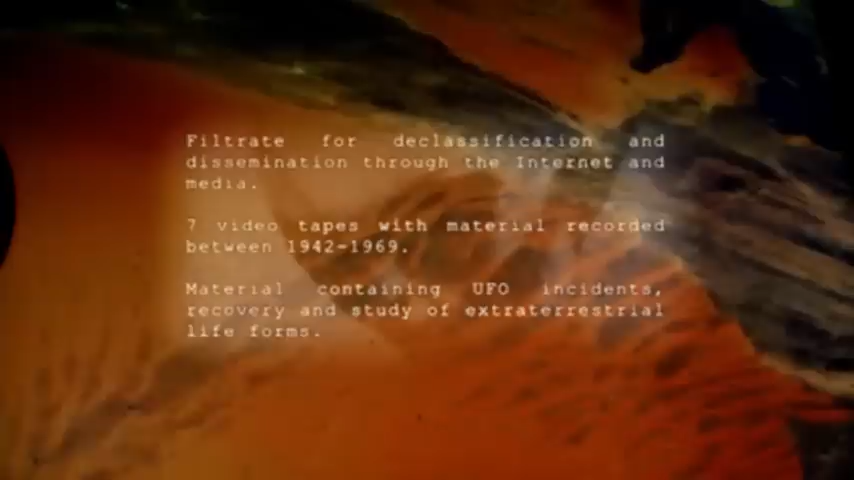 Filtrate for declassification and
dissemination through the Internet and
media.
7 video tapes with material recorded
between 1942-1969.
Material containing UFO incidents,
recovery and study of extraterrestrial
life forms.